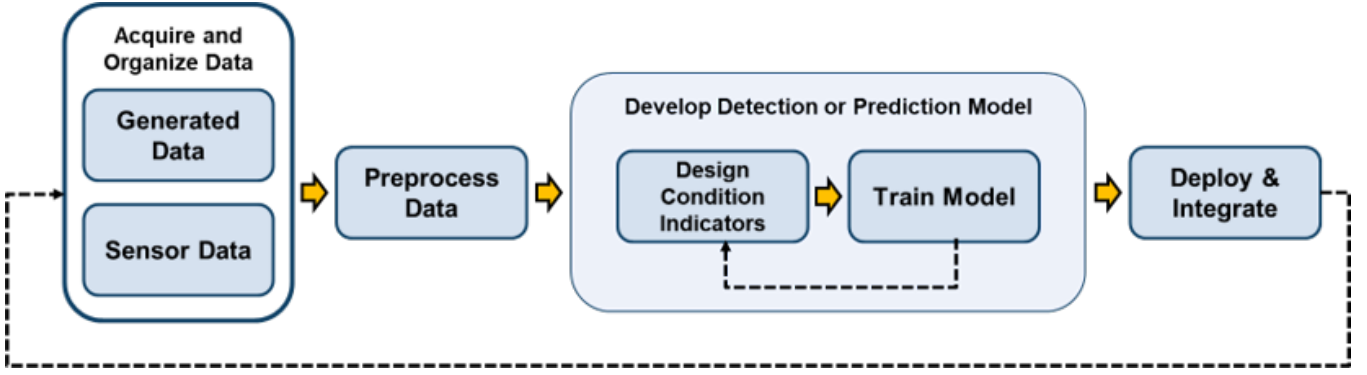 Acquire and
Organize Data
Generated
Data
Sensor Data
Preprocess
Data
Develop Detection or Prediction Model
Design
Condition
Indicators
Train Model
Deploy &
Integrate